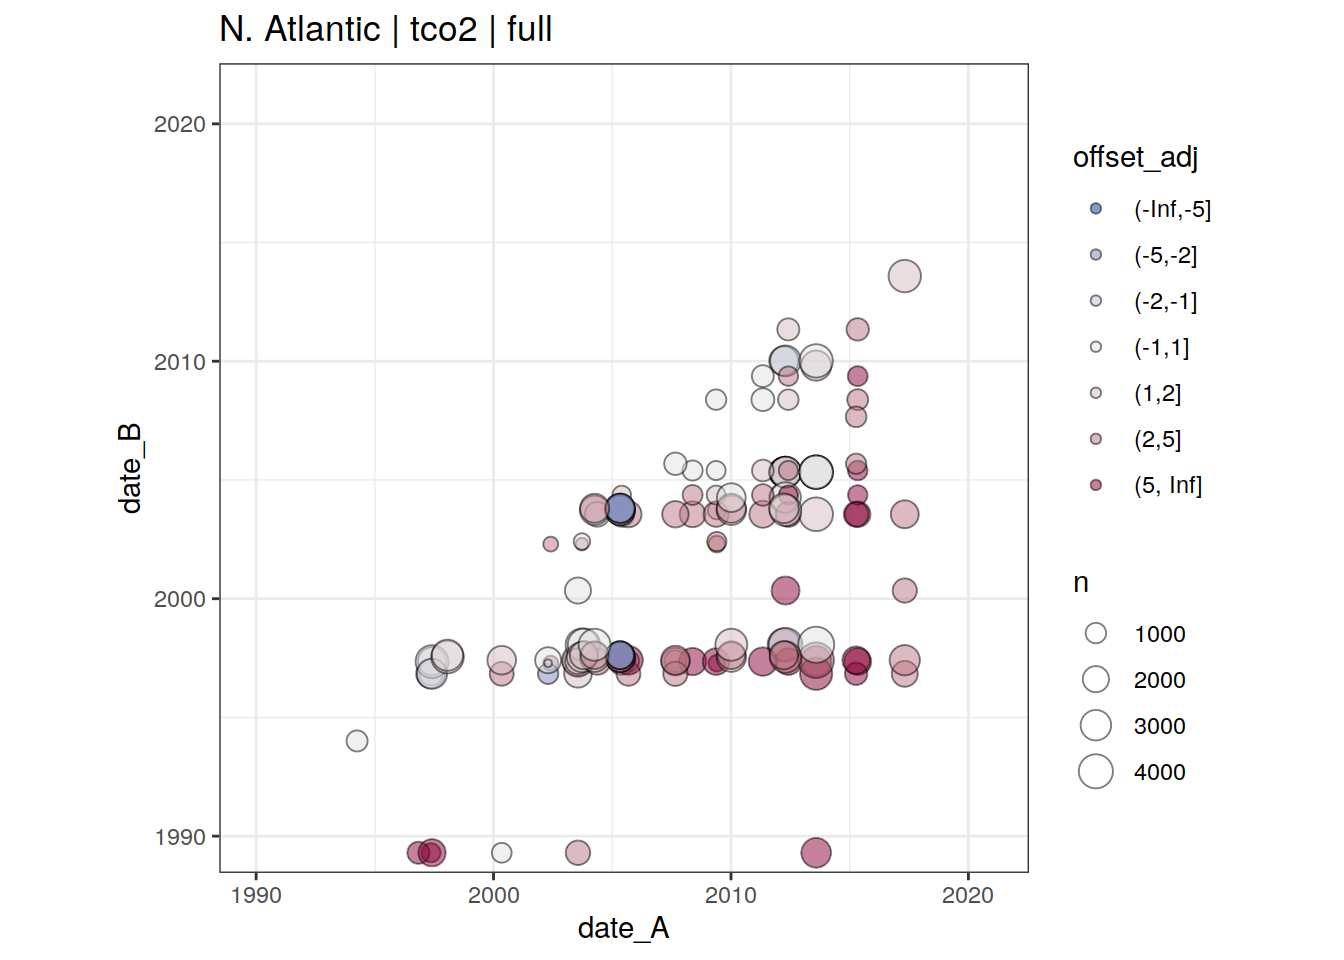 N. Atlantic | tco2 | full
date_B
2020
2010
2000
1990
1990
2000
2010
2020
date_A
offset_adj
(-Inf,-5]
(-5,-2]
(-2,-1]
(-1,1]
(1,2]
(2,5]
(5, Inf]
n
1000
2000
3000
4000